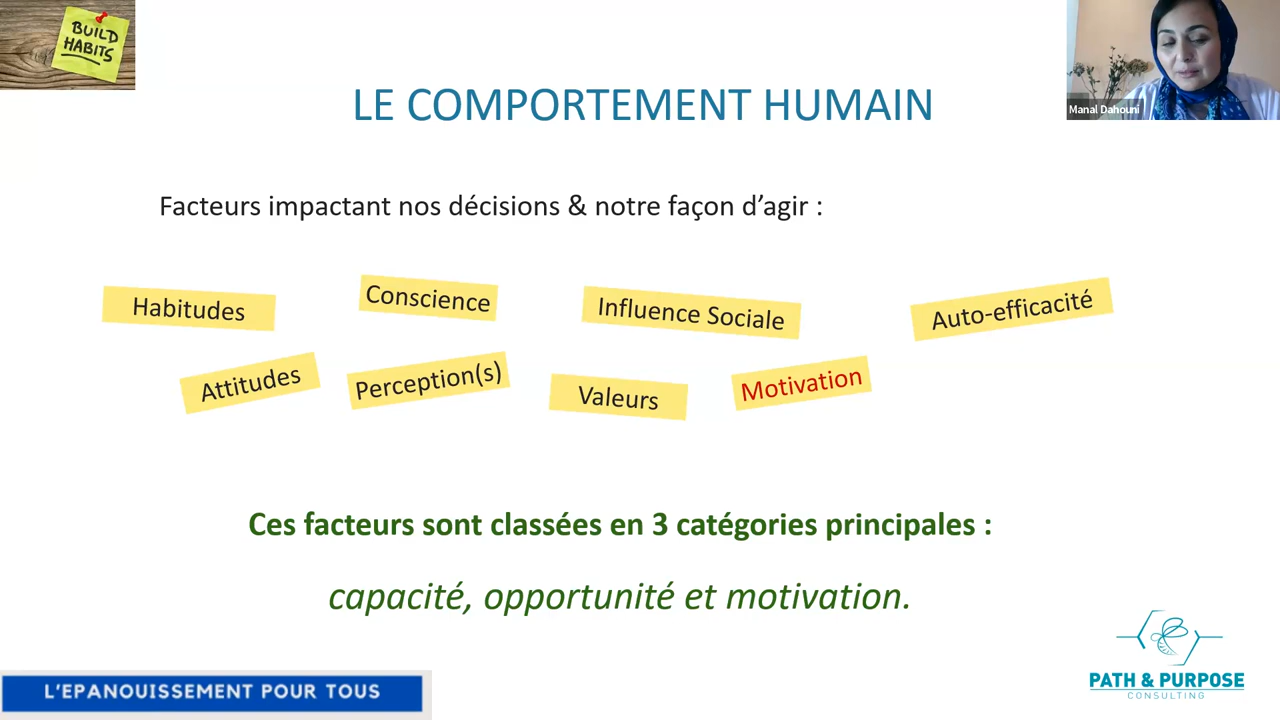 BUILD
HABITS
Manal Dahouni
LE COMPORTEMENT HUMAIN
Facteurs impactant nos décisions & notre façon d’agir :
Habitudes
Conscience
Influence Sociale
Auto-efficacité
Attitudes
Perception(s)
Valeurs
Motivation
Ces facteurs sont classées en 3 catégories principales :
capacité, opportunité et motivation.
PATH & PURPOSE
CONSULTING
L’EPANOUISSEMENT POUR TOUS